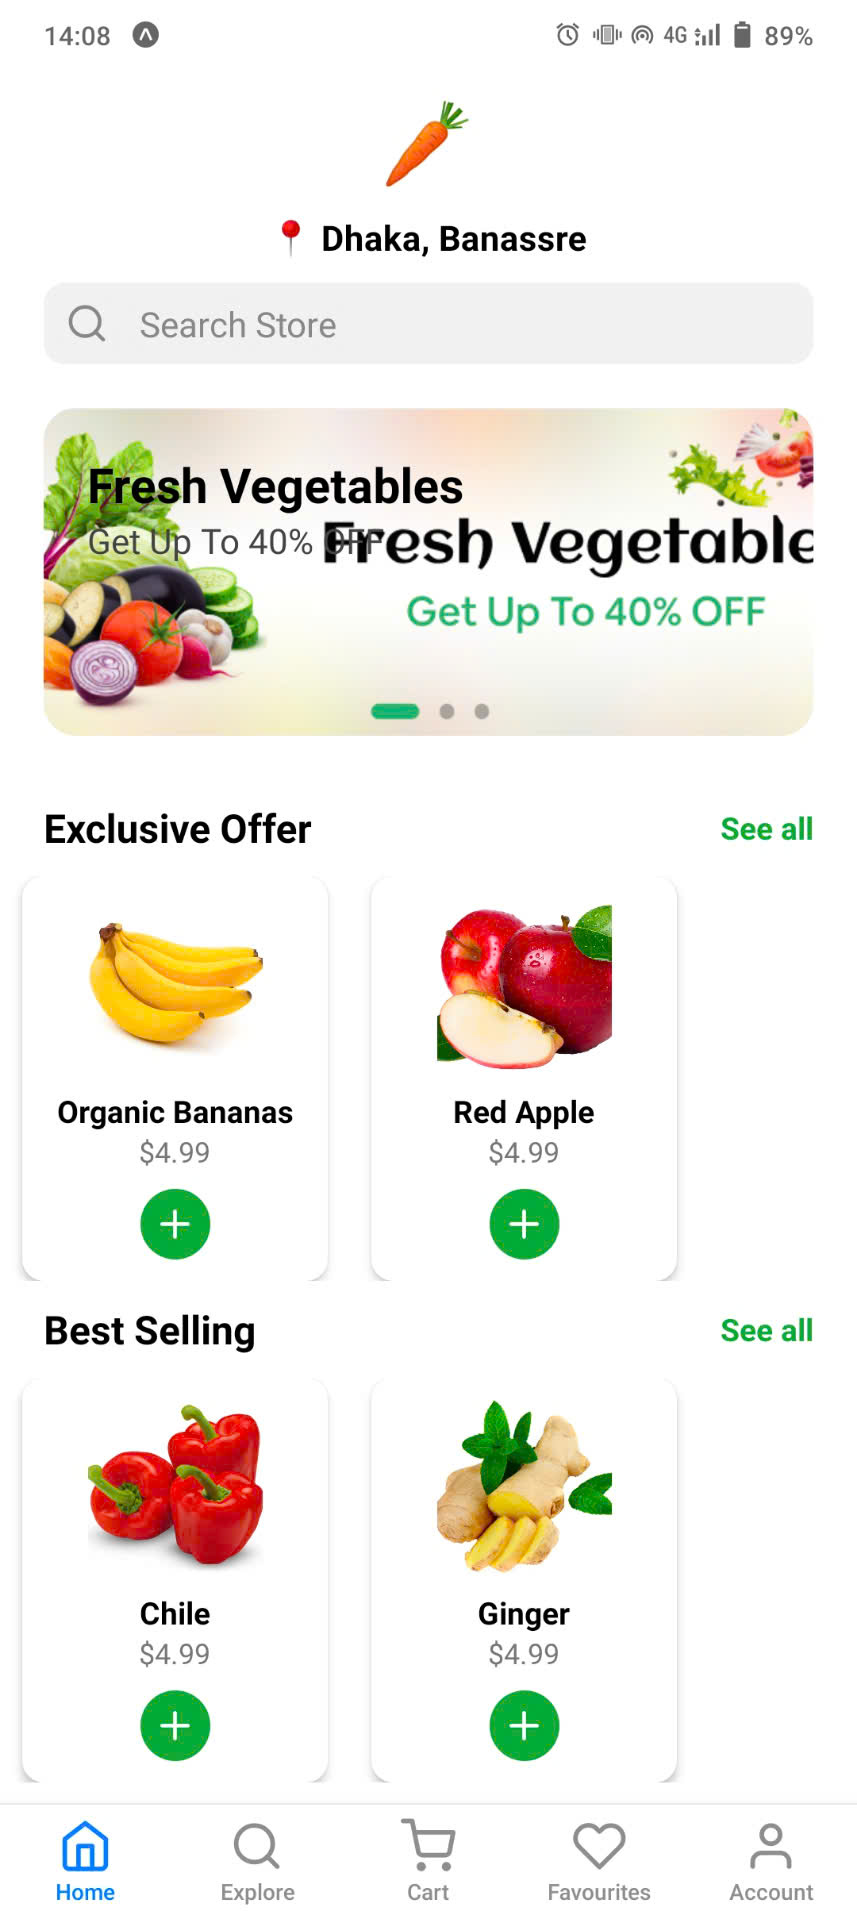 14:08
4G 89%
Dhaka, Banassre
Search Store
Fresh Vegetables
Get Up To 40% OFF
Fresh Vegetable
Get Up To 40% OFF
Exclusive Offer See all
Organic Bananas Red Apple
$4.99 $4.99
Best Selling See all
Chile Ginger
$4.99 $4.99
Home Explore Cart Favourites Account